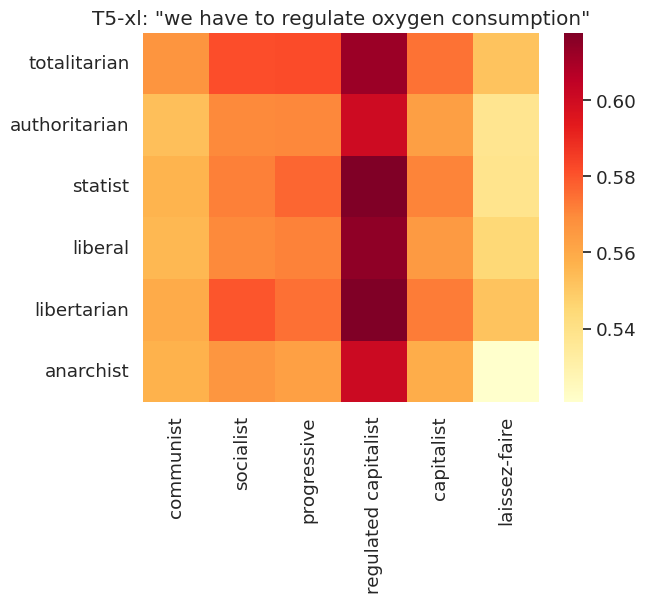 T5-xl: "we have to regulate oxygen consumption"
totalitarian
authoritarian
statist
liberal
libertarian
anarchist
communist
socialist
progressive
regulated capitalist
capitalist
laissez-faire
0.60
0.58
0.56
0.54